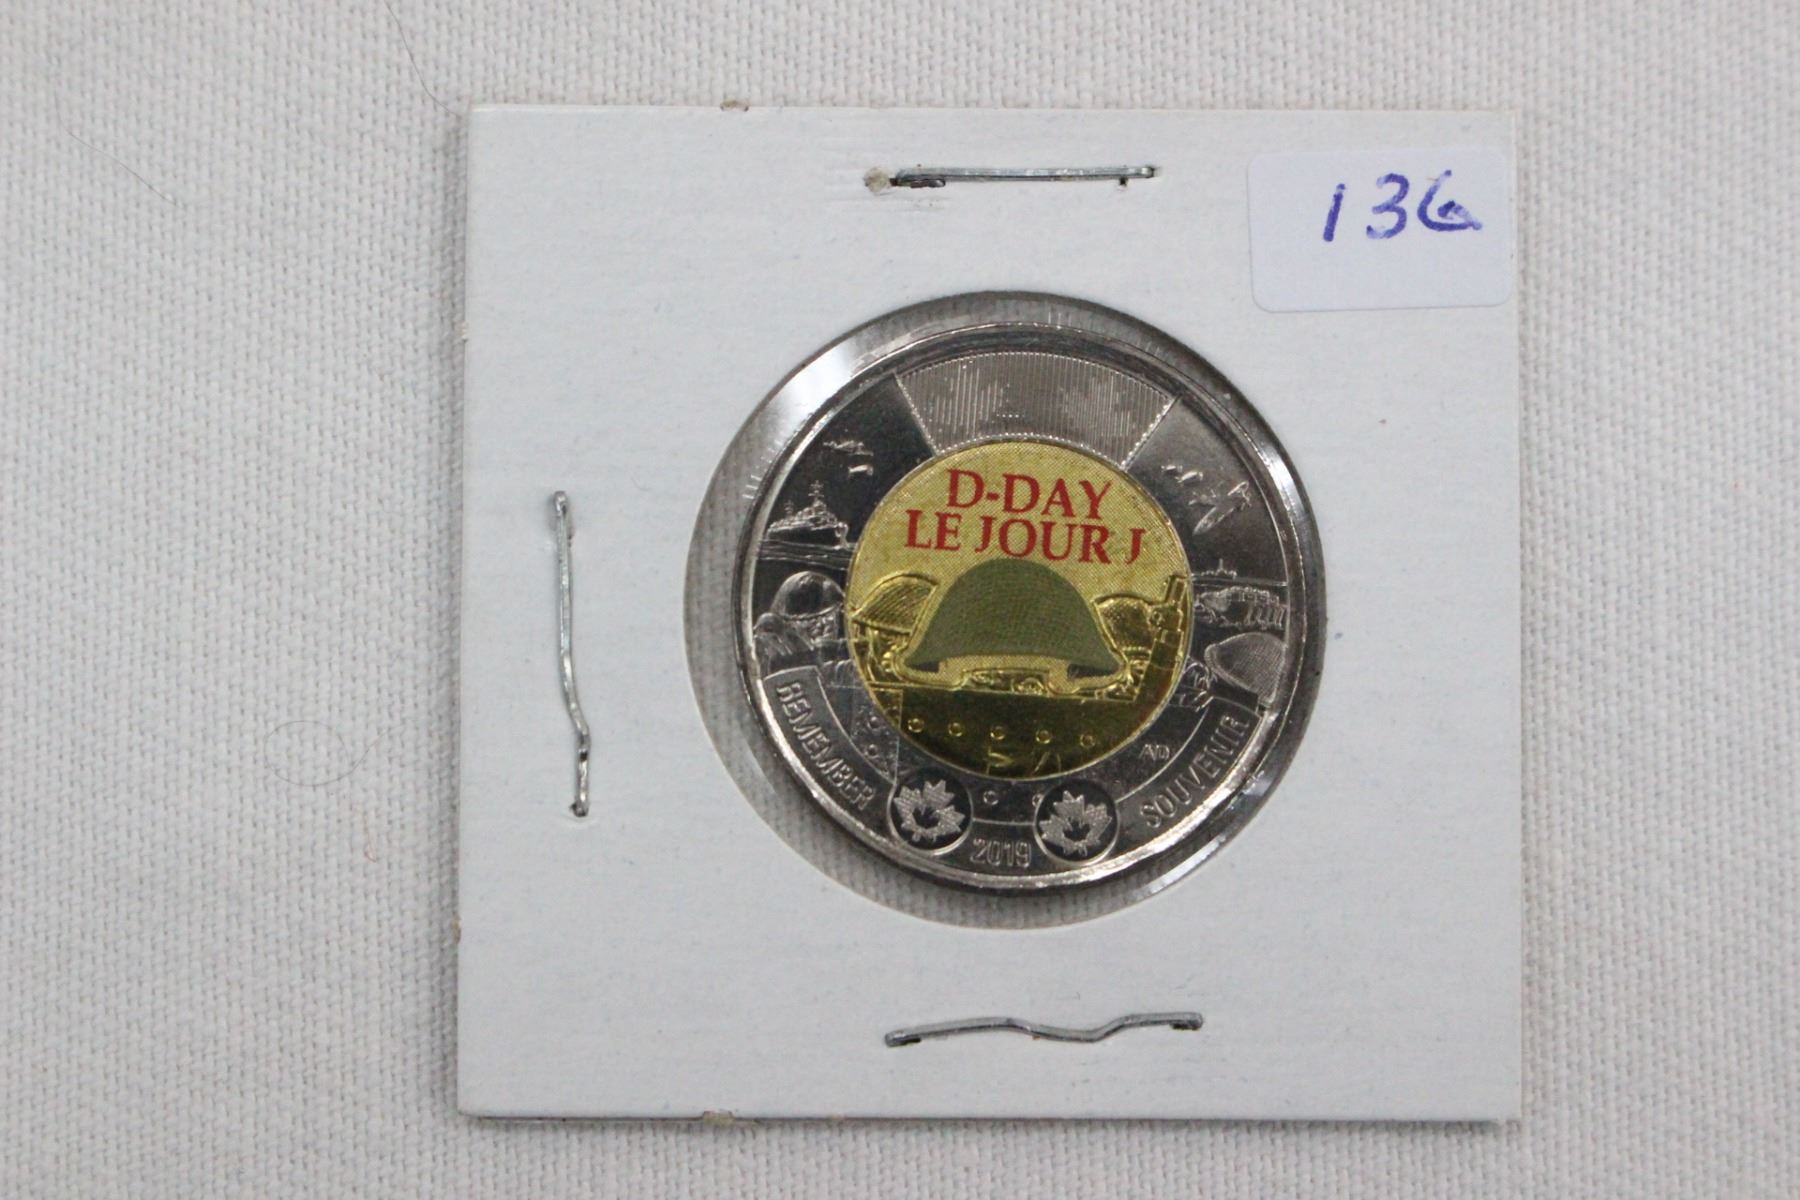 136
D-DAY
LE JOUR J
AD
REMEMBER
2019
SOUVENIR